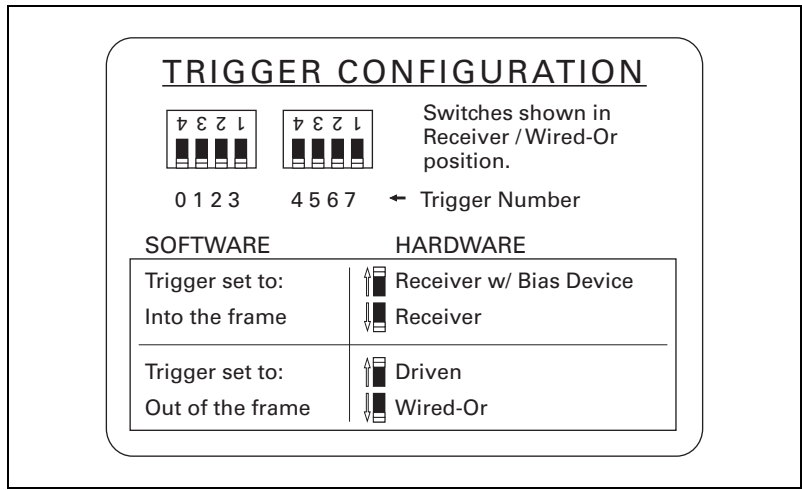 TRIGGER CONFIGURATION
4 3 2 1 4 3 2 1
Switches shown in
Receiver / Wired-Or
position.
0 1 2 3 4 5 6 7 ← Trigger Number
SOFTWARE HARDWARE
Trigger set to: Receiver w/ Bias Device
Into the frame Receiver
Trigger set to: Driven
Out of the frame Wired-Or